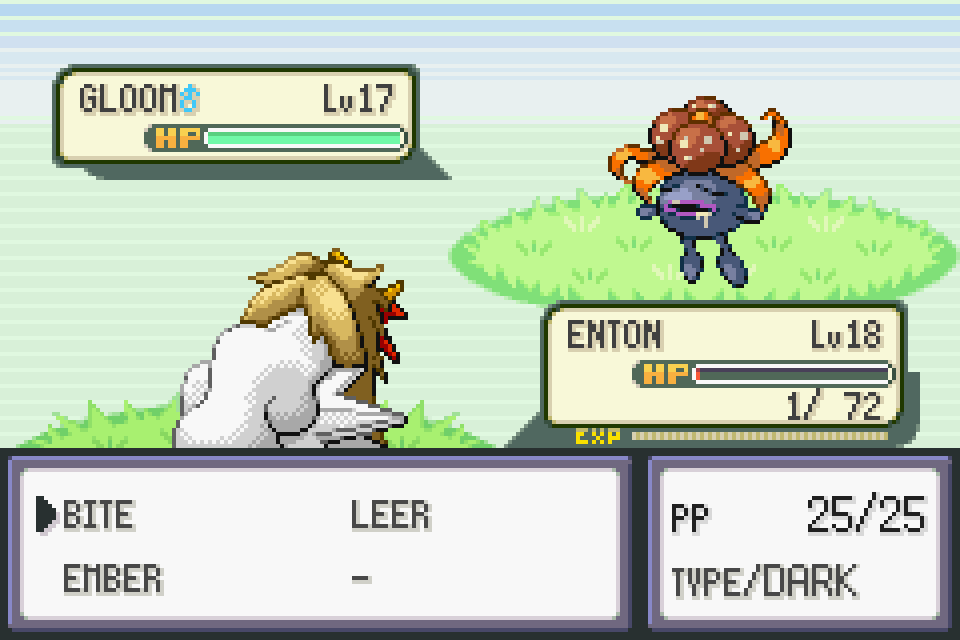 GLOOM♂ Lv17
HP
ENTON Lv18
HP
1/ 72
EXP
BITE LEER
EMBER -
PP 25/25
TYPE/DARK